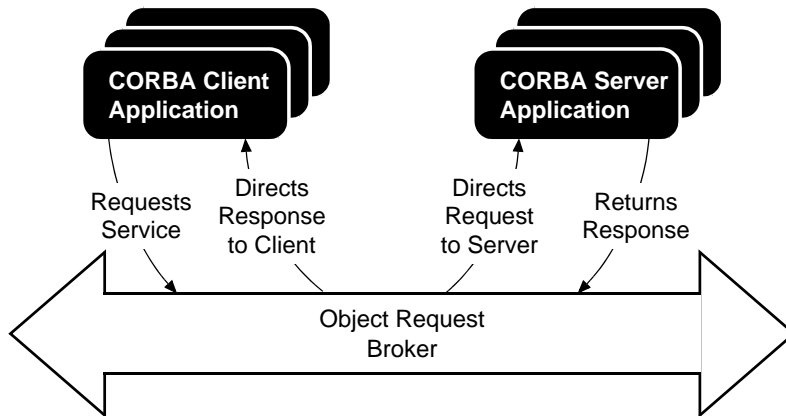 CORBA Client
Application
CORBA Server
Application
Requests
Service
Directs
Response
to Client
Directs
Request
to Server
Returns
Response
Object Request
Broker